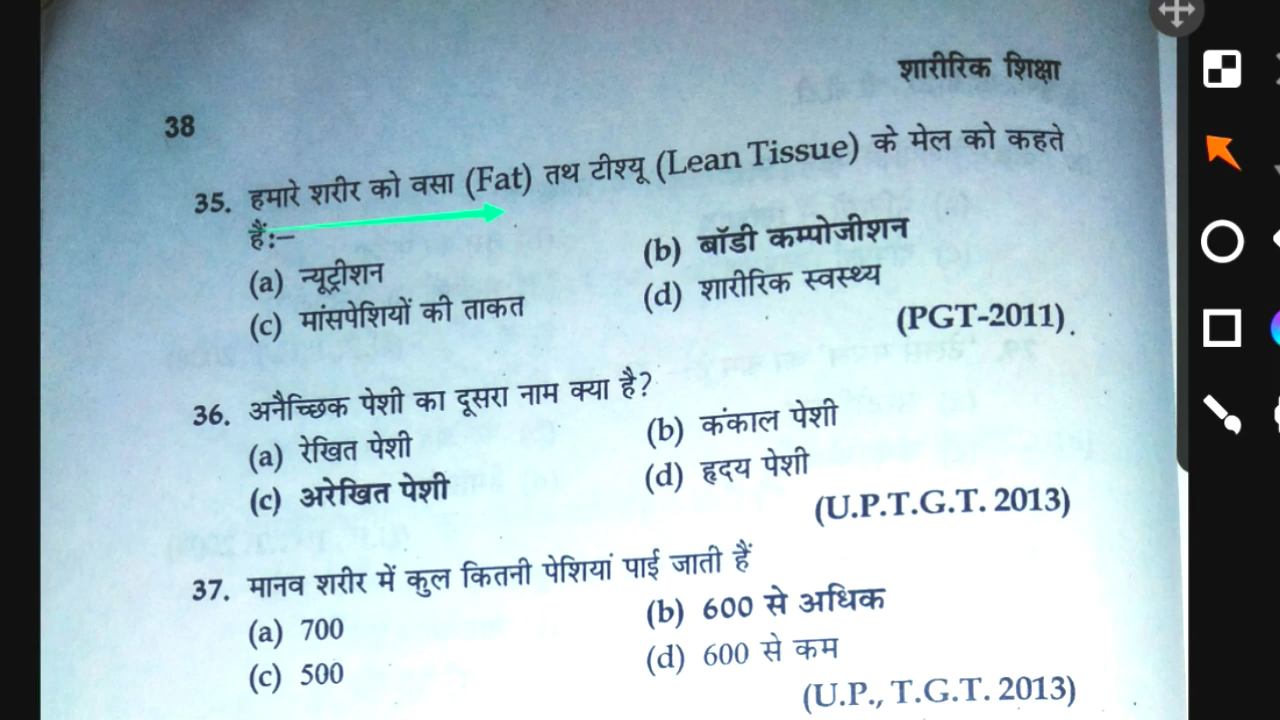 शारीरिक शिक्षा
38
35. हमारे शरीर को वसा (Fat) तथ टीश्यू (Lean Tissue) के मेल को कहते
हैं:–
(a) न्यूट्रीशन (b) बॉडी कम्पोजीशन
(c) मांसपेशियों की ताकत (d) शारीरिक स्वस्थ्य
(PGT-2011).
36. अनैच्छिक पेशी का दूसरा नाम क्या है?
(a) रेखित पेशी (b) कंकाल पेशी
(c) अरेखित पेशी (d) हृदय पेशी
(U.P.T.G.T. 2013)
37. मानव शरीर में कुल कितनी पेशियां पाई जाती हैं
(a) 700 (b) 600 से अधिक
(c) 500 (d) 600 से कम
(U.P., T.G.T. 2013)